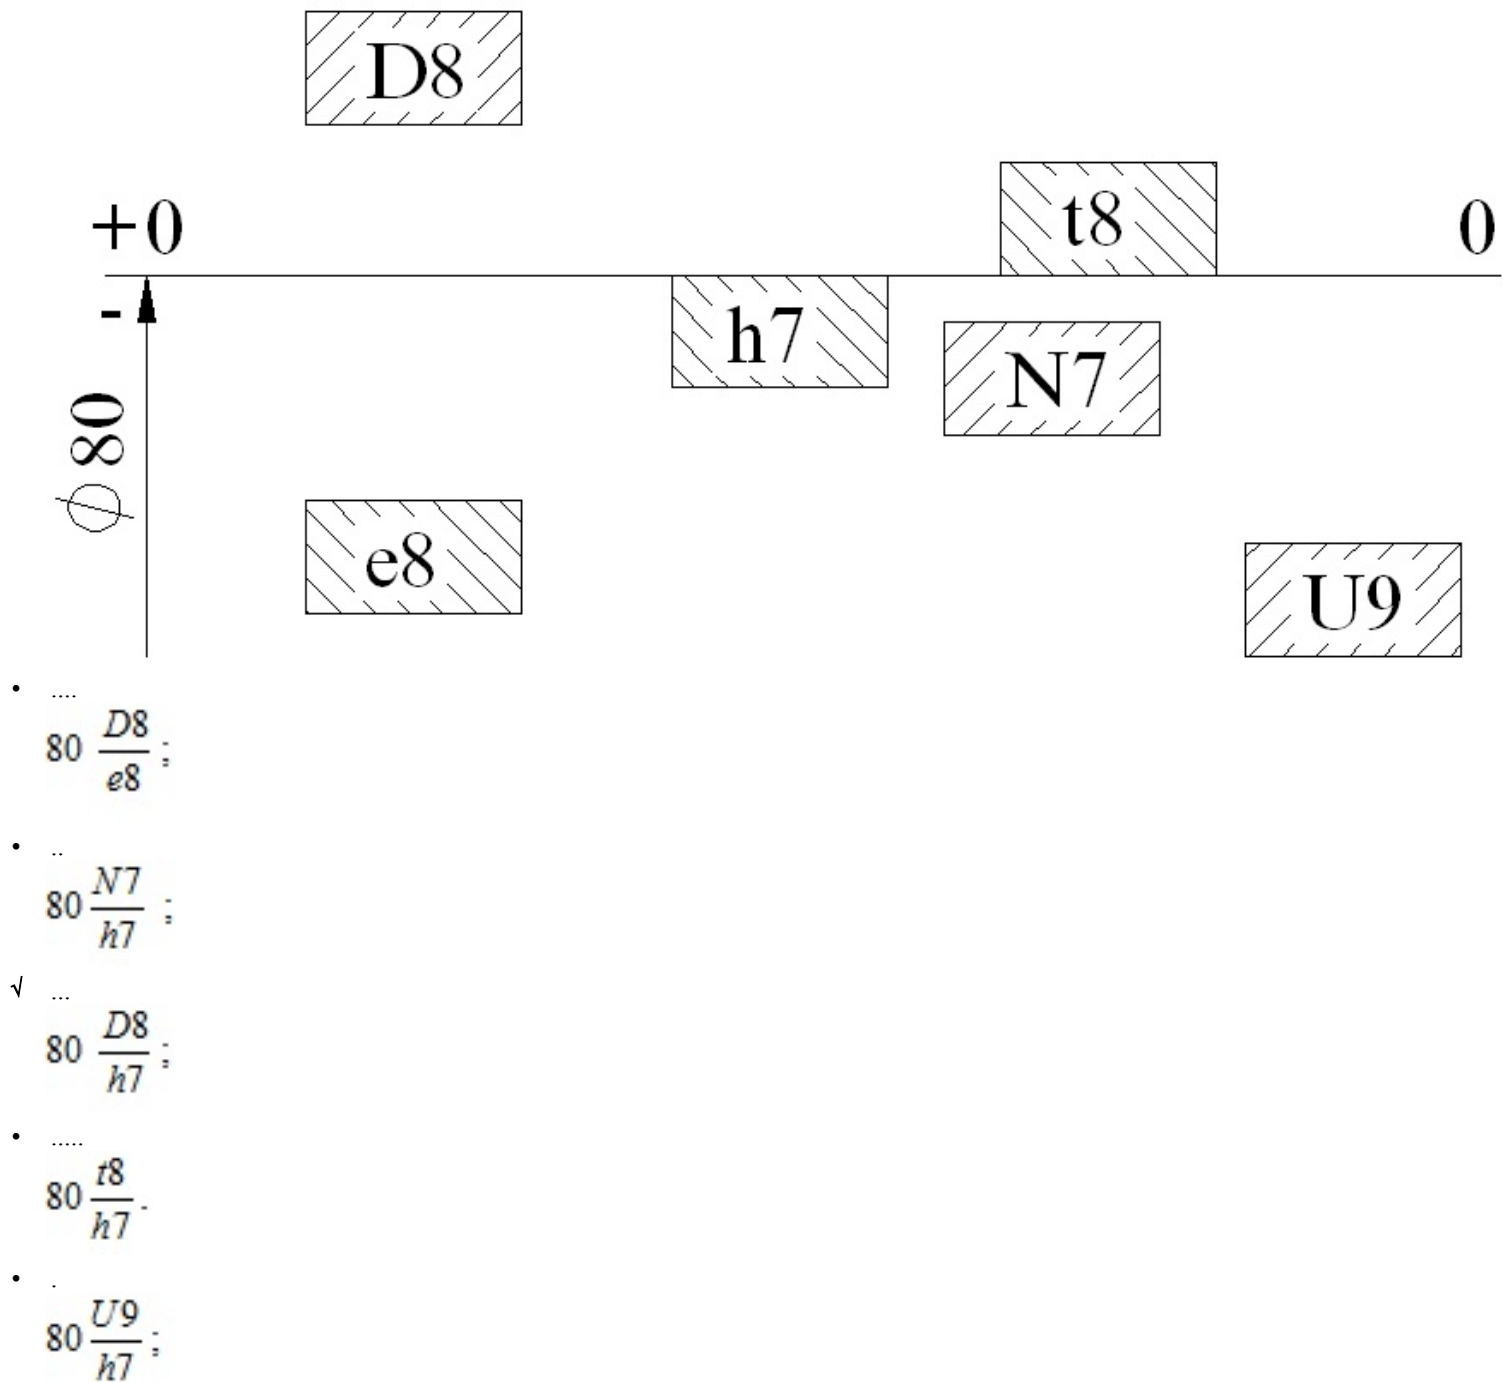 D8
t8
+0
0
-
h7
N7
⌀80
e8
U9
• ....
80 D8/e8 ;
• ..
80 N7/h7 ;
√ ...
80 D8/h7 ;
• .....
80 t8/h7 .
• .
80 U9/h7 ;